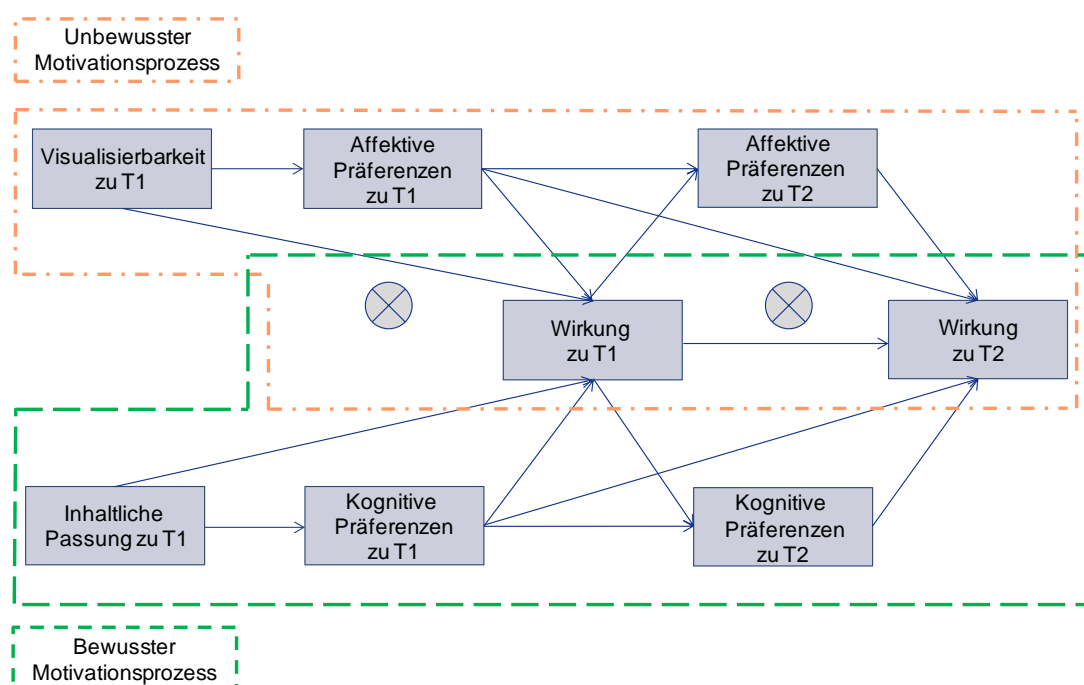 Unbewusster
Motivationsprozess
Visualisierbarkeit
zu T1
Affektive
Präferenzen
zu T1
Affektive
Präferenzen
zu T2
Wirkung
zu T1
Wirkung
zu T2
Inhaltliche
Passung zu T1
Kognitive
Präferenzen
zu T1
Kognitive
Präferenzen
zu T2
Bewusster
Motivationsprozess